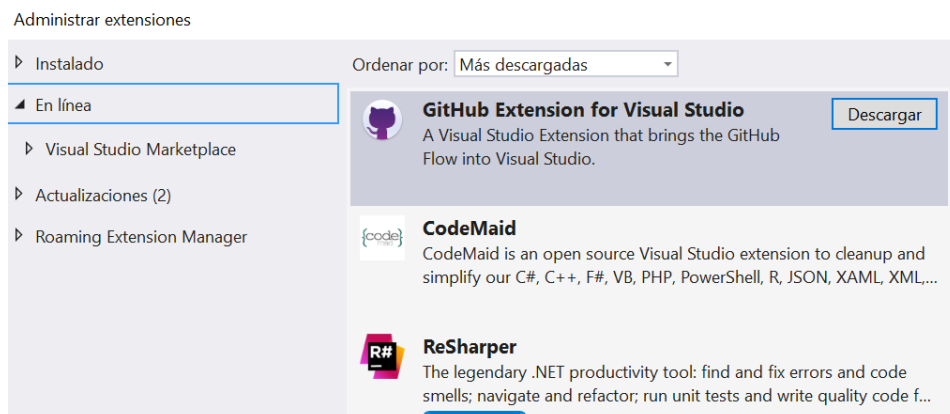 Administrar extensiones
Instalado
En línea
Visual Studio Marketplace
Actualizaciones (2)
Roaming Extension Manager
Ordenar por: Más descargadas
GitHub Extension for Visual Studio
Descargar
A Visual Studio Extension that brings the GitHub
Flow into Visual Studio.
{code}
maid
CodeMaid
CodeMaid is an open source Visual Studio extension to cleanup and
simplify our C#, C++, F#, VB, PHP, PowerShell, R, JSON, XAML, XML,...
R#
ReSharper
The legendary .NET productivity tool: find and fix errors and code
smells; navigate and refactor; run unit tests and write quality code f...